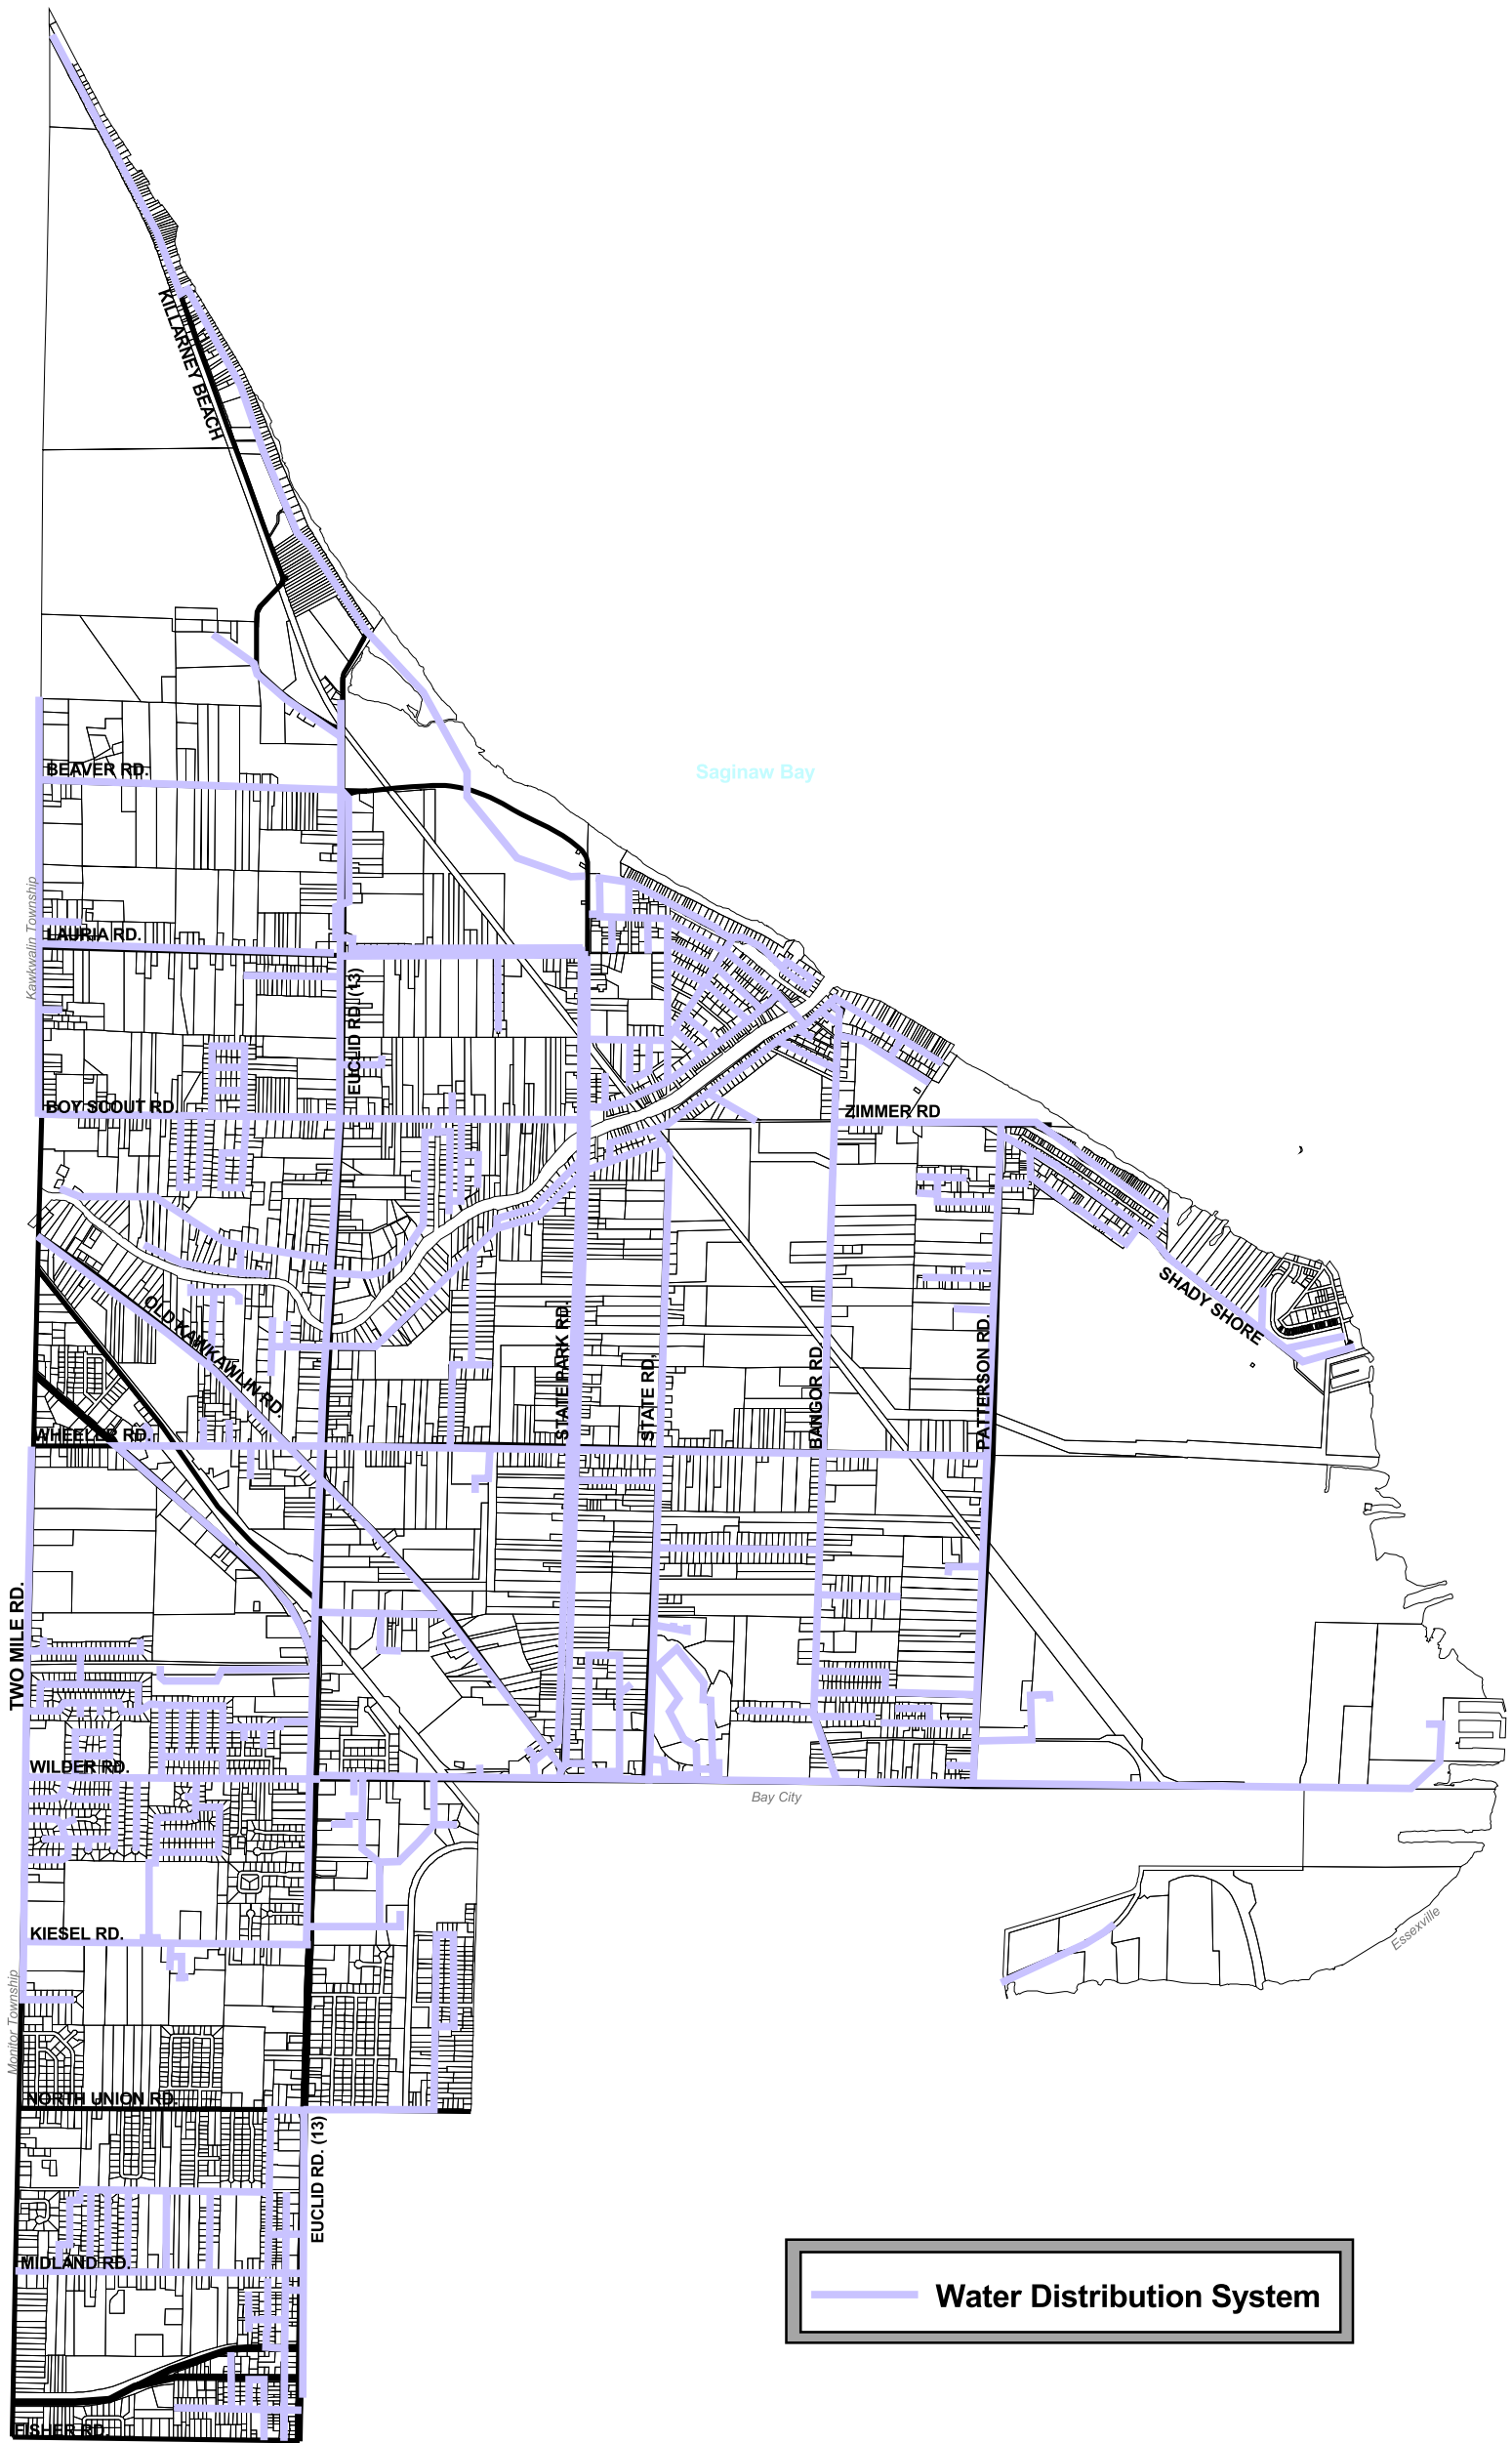 KILLARNEY BEACH
Saginaw Bay
BEAVER RD.
Kawkwalin Township
LAURIA RD.
EUCLID RD. (13)
BOY SCOUT RD.
ZIMMER RD
OLD KAWKAWLIN RD.
SHADY SHORE
STATE PARK RD.
STATE RD,
BANGOR RD.
PATTERSON RD.
WHEELER RD.
TWO MILE RD.
WILDER RD.
Bay City
KIESEL RD.
Essexville
Monitor Township
NORTH UNION RD.
EUCLID RD. (13)
MIDLAND RD.
Water Distribution System
FISHER RD.